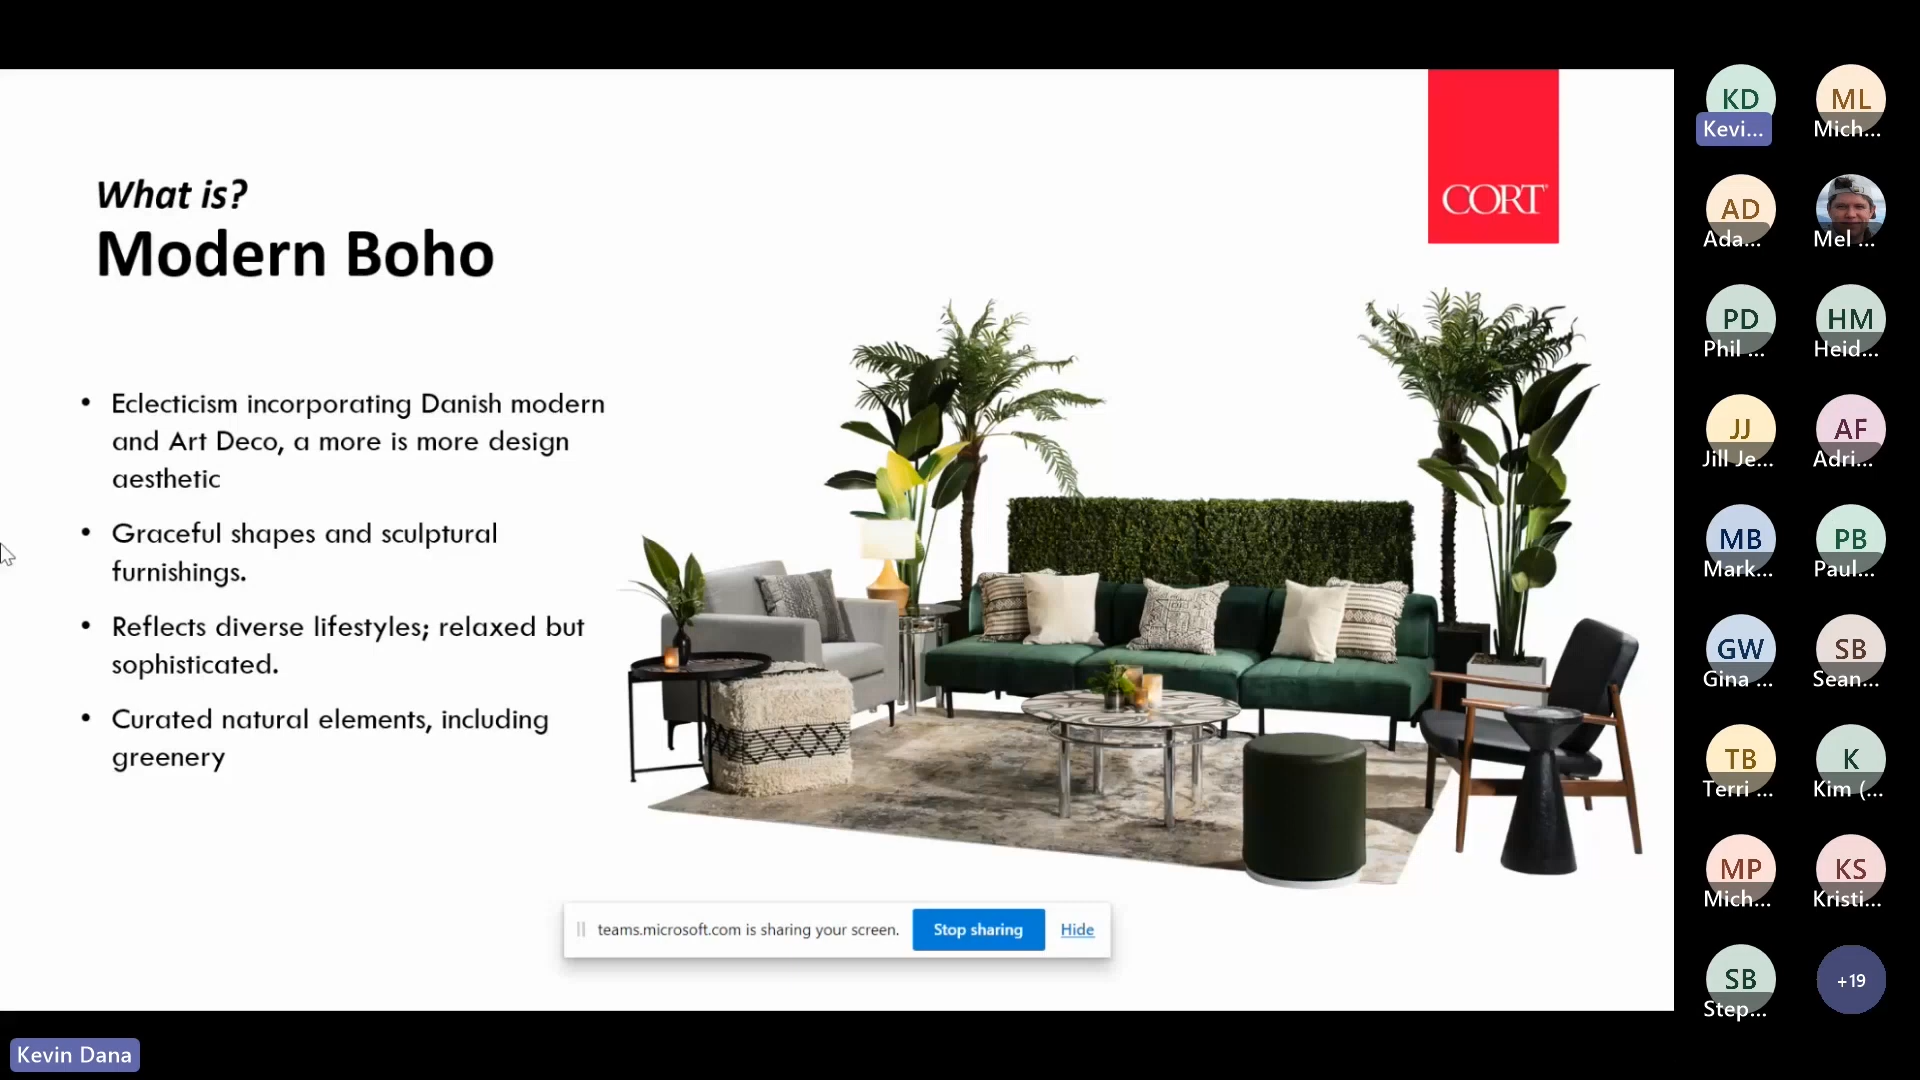 What is?
Modern Boho
CORT
• Eclecticism incorporating Danish modern
and Art Deco, a more is more design
aesthetic
• Graceful shapes and sculptural
furnishings.
• Reflects diverse lifestyles; relaxed but
sophisticated.
• Curated natural elements, including
greenery
teams.microsoft.com is sharing your screen.
Stop sharing
Hide
Kevin Dana
KD
Kevi...
ML
Mich...
AD
Ada...
Mel ...
PD
Phil ...
HM
Heid...
JJ
Jill Je...
AF
Adri...
MB
Mark...
PB
Paul...
GW
Gina ...
SB
Sean...
TB
Terri ...
K
Kim (...
MP
Mich...
KS
Kristi...
SB
Step...
+19